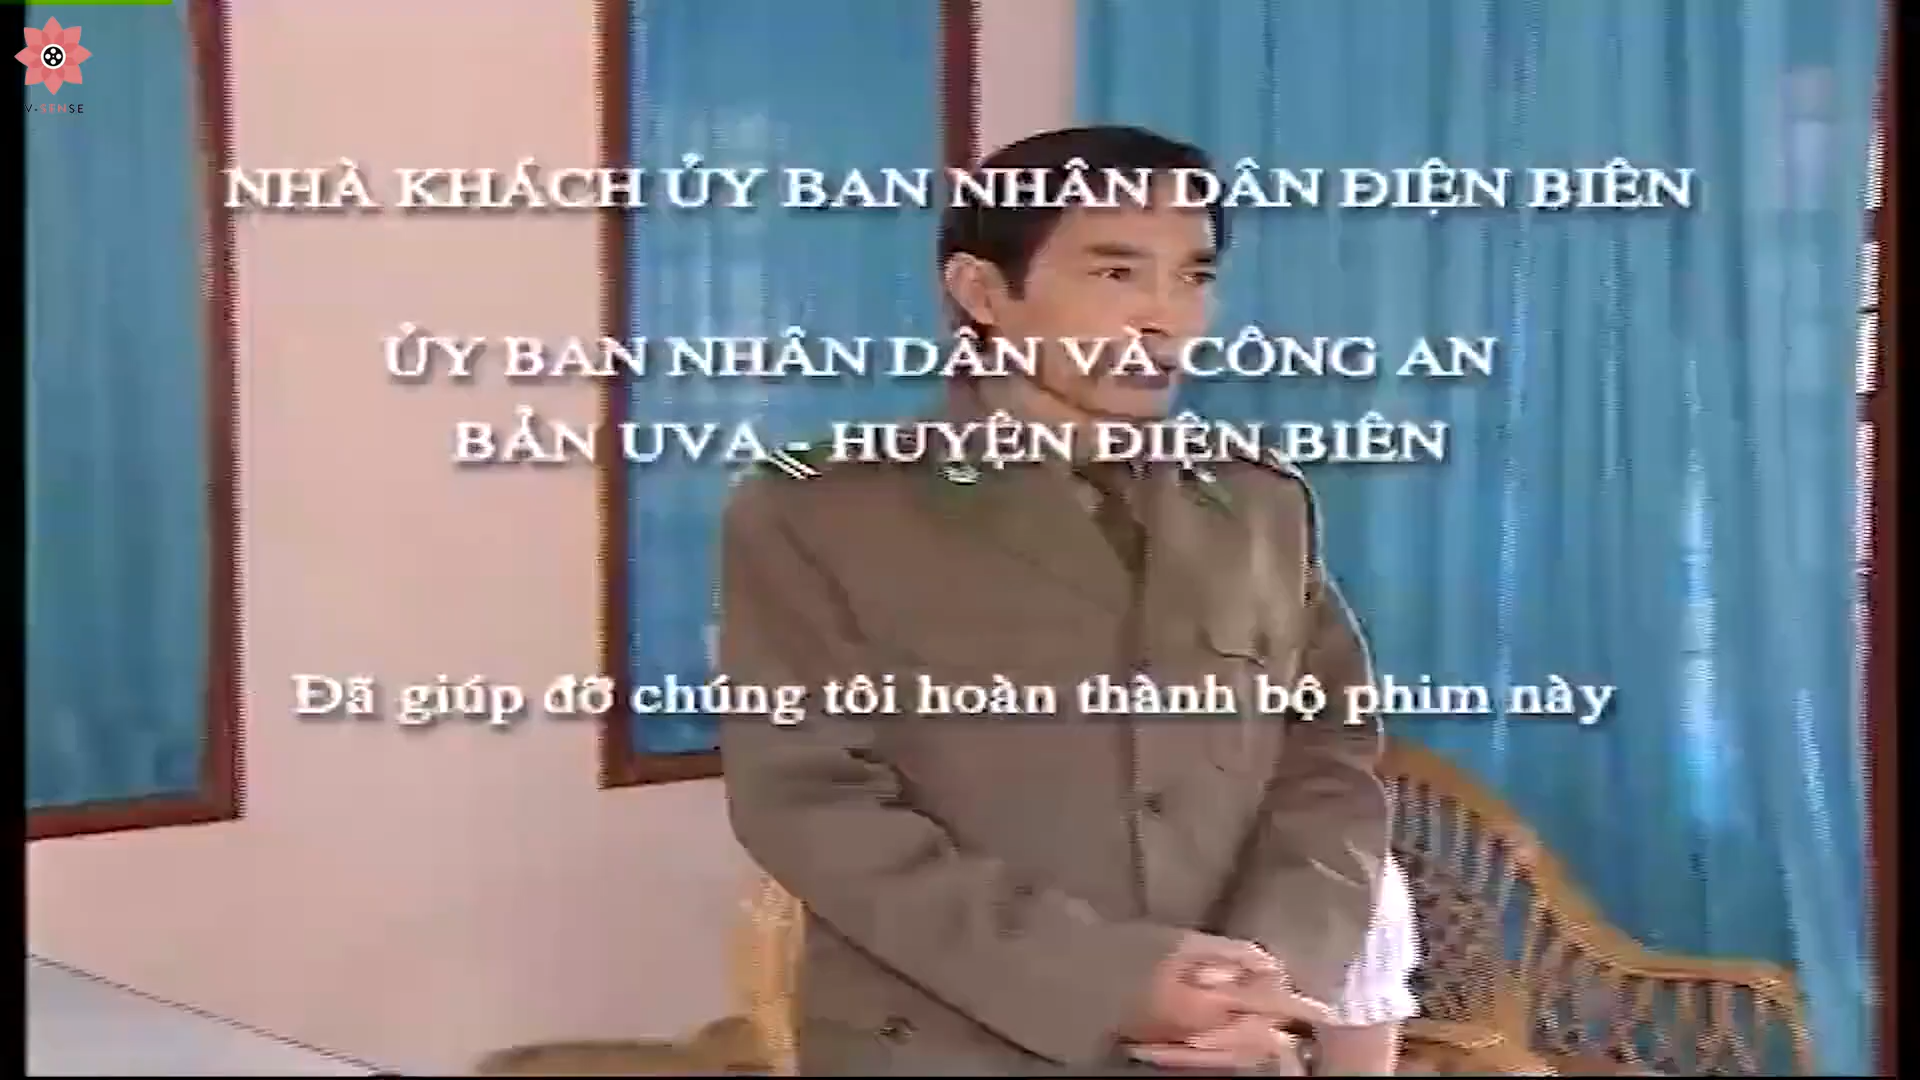 V-SENSE
NHÀ KHÁCH ỦY BAN NHÂN DÂN ĐIỆN BIÊN
ỦY BAN NHÂN DÂN VÀ CÔNG AN
BẢN UVA - HUYỆN ĐIỆN BIÊN
Đã giúp đỡ chúng tôi hoàn thành bộ phim này